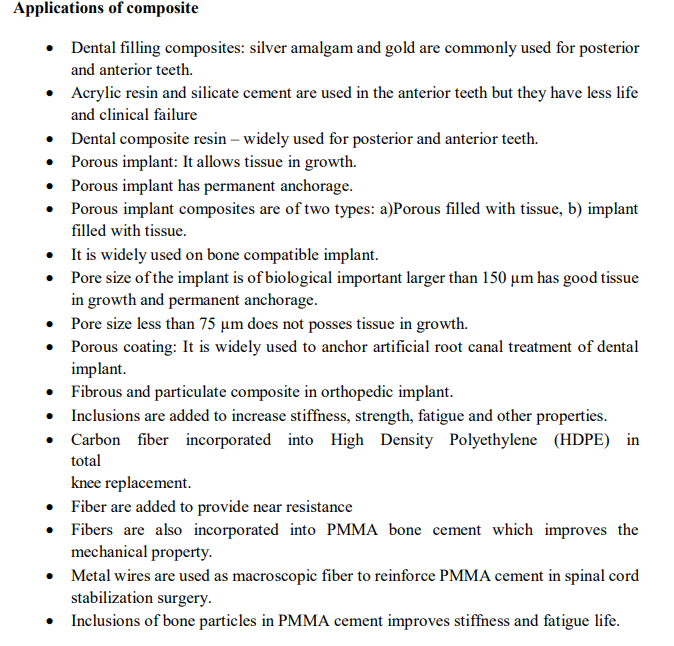 Applications of composite
• Dental filling composites: silver amalgam and gold are commonly used for posterior
and anterior teeth.
• Acrylic resin and silicate cement are used in the anterior teeth but they have less life
and clinical failure
• Dental composite resin – widely used for posterior and anterior teeth.
• Porous implant: It allows tissue in growth.
• Porous implant has permanent anchorage.
• Porous implant composites are of two types: a)Porous filled with tissue, b) implant
filled with tissue.
• It is widely used on bone compatible implant.
• Pore size of the implant is of biological important larger than 150 µm has good tissue
in growth and permanent anchorage.
• Pore size less than 75 µm does not posses tissue in growth.
• Porous coating: It is widely used to anchor artificial root canal treatment of dental
implant.
• Fibrous and particulate composite in orthopedic implant.
• Inclusions are added to increase stiffness, strength, fatigue and other properties.
• Carbon fiber incorporated into High Density Polyethylene (HDPE) in
total
knee replacement.
• Fiber are added to provide near resistance
• Fibers are also incorporated into PMMA bone cement which improves the
mechanical property.
• Metal wires are used as macroscopic fiber to reinforce PMMA cement in spinal cord
stabilization surgery.
• Inclusions of bone particles in PMMA cement improves stiffness and fatigue life.